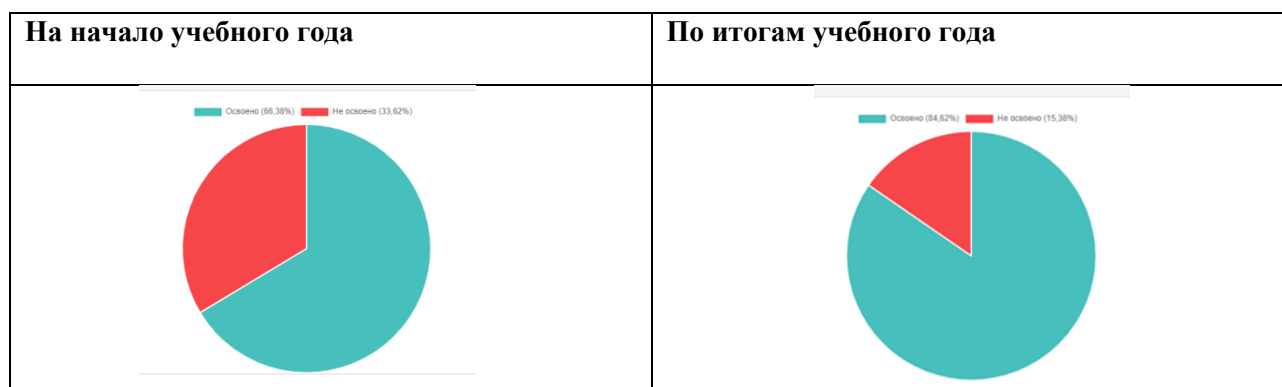 На начало учебного года
По итогам учебного года
Освоено (66,38%) Не освоено (33,62%)
Освоено (84,62%) Не освоено (15,38%)